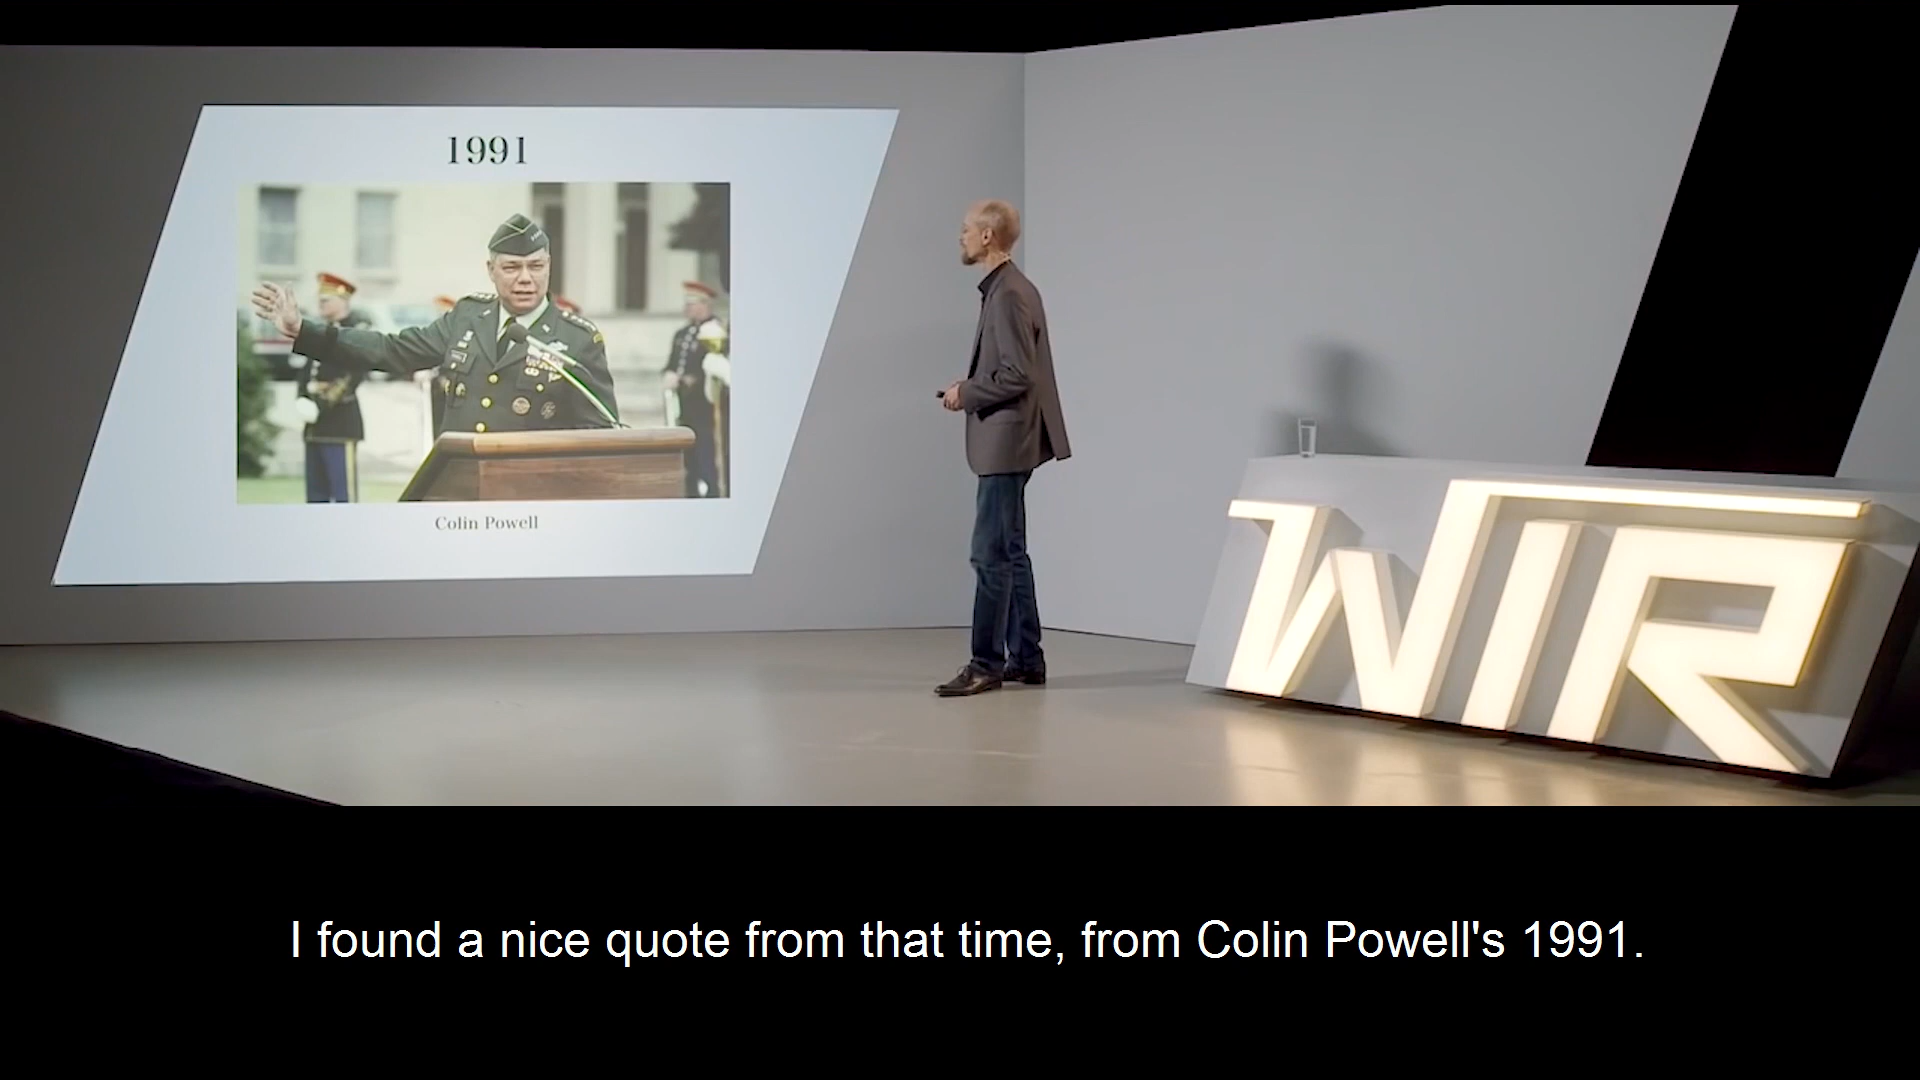 1991
Colin Powell
WIR
I found a nice quote from that time, from Colin Powell's 1991.